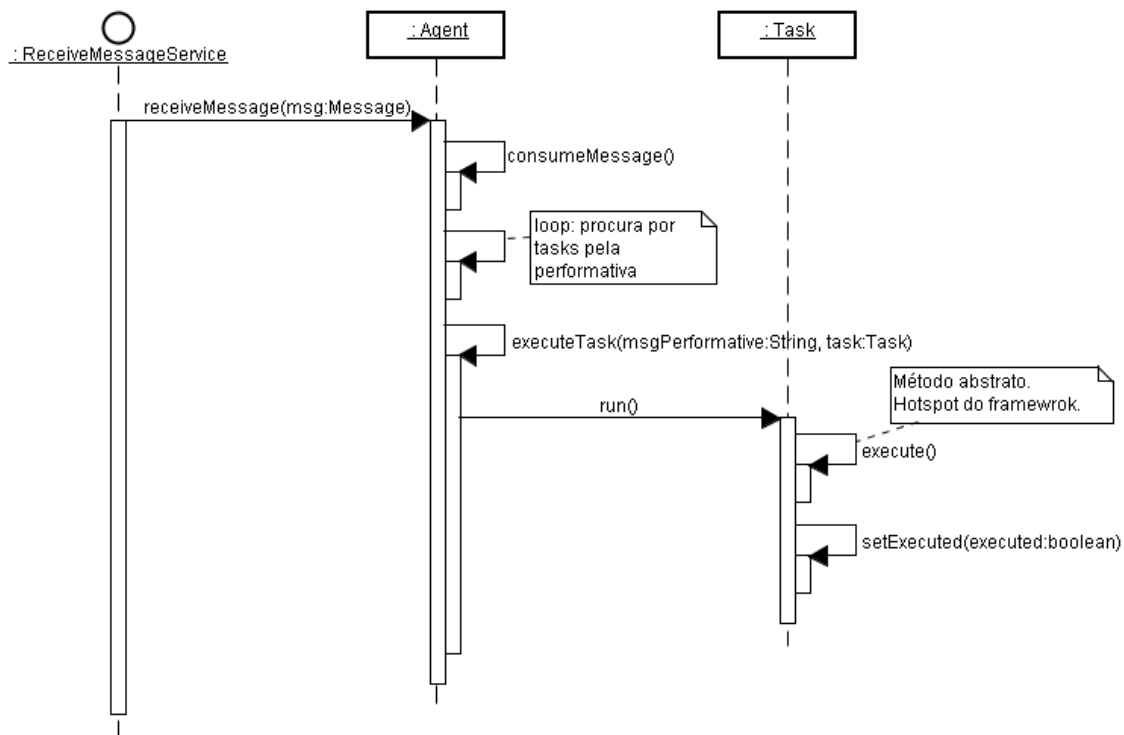 : ReceiveMessageService
: Agent
: Task
receiveMessage(msg:Message)
consumeMessage()
loop: procura por
tasks pela
performativa
executeTask(msgPerformative:String, task:Task)
Método abstrato.
Hotspot do framewrok.
run()
execute()
setExecuted(executed:boolean)